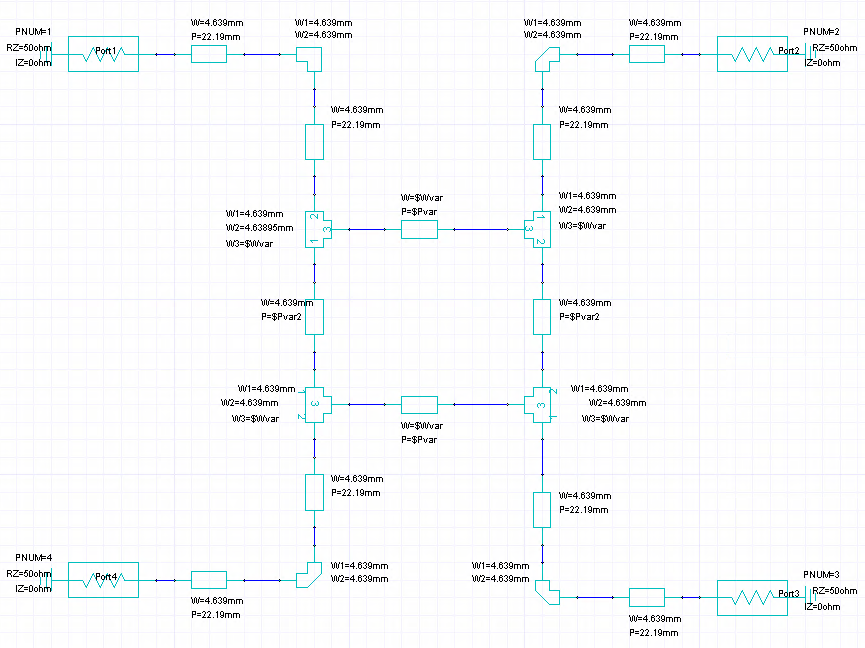 PNUM=1
RZ=50ohm
IZ=0ohm
Port1
W=4.639mm
P=22.19mm
W1=4.639mm
W2=4.639mm
W1=4.639mm
W2=4.639mm
W=4.639mm
P=22.19mm
PNUM=2
Port2
RZ=50ohm
IZ=0ohm
W=4.639mm
P=22.19mm
W=4.639mm
P=22.19mm
W1=4.639mm
W2=4.63895mm
W3=$Wvar
2
3
1
W=$Wvar
P=$Pvar
1
3
2
W1=4.639mm
W2=4.639mm
W3=$Wvar
W=4.639mm
P=$Pvar2
W=4.639mm
P=$Pvar2
W1=4.639mm
W2=4.639mm
W3=$Wvar
1
3
2
W=$Wvar
P=$Pvar
2
3
1
W1=4.639mm
W2=4.639mm
W3=$Wvar
W=4.639mm
P=22.19mm
W=4.639mm
P=22.19mm
PNUM=4
RZ=50ohm
IZ=0ohm
Port4
W=4.639mm
P=22.19mm
W1=4.639mm
W2=4.639mm
W1=4.639mm
W2=4.639mm
W=4.639mm
P=22.19mm
PNUM=3
Port3
RZ=50ohm
IZ=0ohm